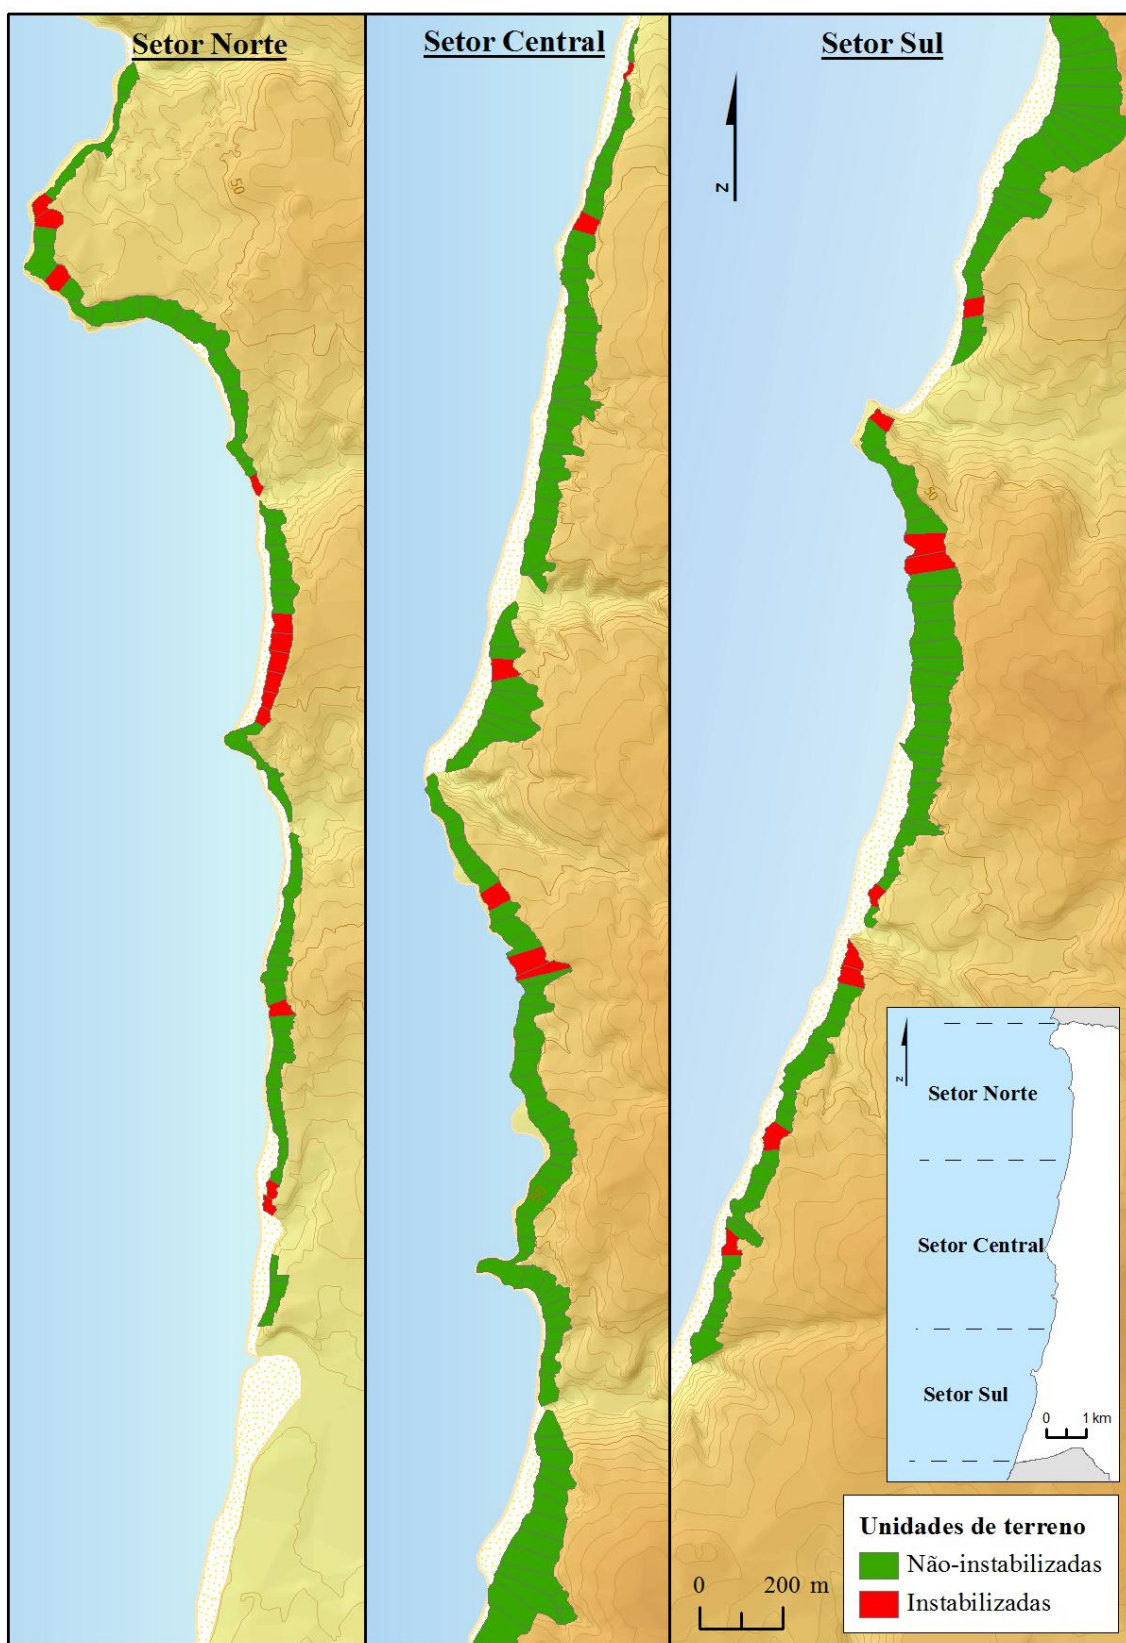 Setor Norte
Setor Central
Setor Sul
N
50
50
50
N
Setor Norte
Setor Central
Setor Sul
0 1 km
Unidades de terreno
Não-instabilizadas
Instabilizadas
0 200 m